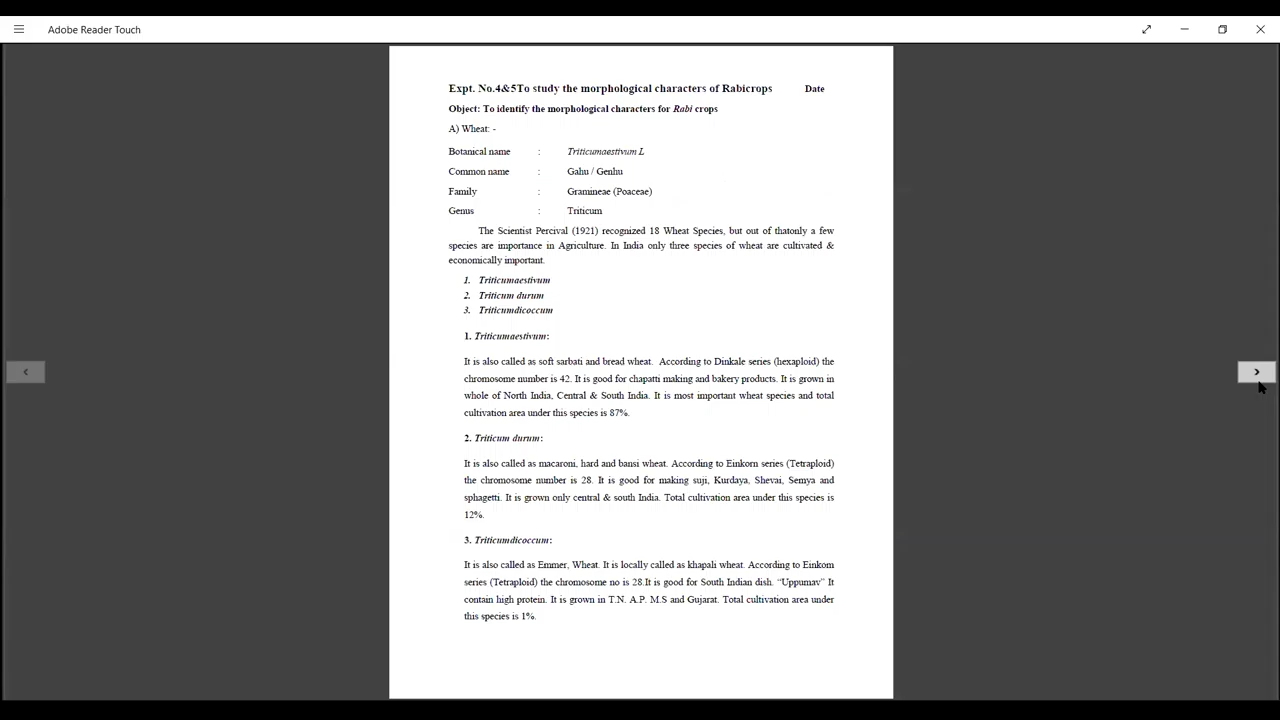 Adobe Reader Touch
Expt. No.4&5To study the morphological characters of Rabicrops Date
Object: To identify the morphological characters for Rabi crops
A) Wheat: -
Botanical name : Triticumaestivum L
Common name : Gahu / Genhu
Family : Gramineae (Poaceae)
Genus : Triticum
The Scientist Percival (1921) recognized 18 Wheat Species, but out of thatonly a few
species are importance in Agriculture. In India only three species of wheat are cultivated &
economically important.
1. Triticumaestivum
2. Triticum durum
3. Triticumdicoccum
1. Triticumaestivum:
It is also called as soft sarbati and bread wheat. According to Dinkale series (hexaploid) the
chromosome number is 42. It is good for chapatti making and bakery products. It is grown in
whole of North India, Central & South India. It is most important wheat species and total
cultivation area under this species is 87%.
2. Triticum durum:
It is also called as macaroni, hard and bansi wheat. According to Einkorn series (Tetraploid)
the chromosome number is 28. It is good for making suji, Kurdaya, Shevai, Semya and
sphagetti. It is grown only central & south India. Total cultivation area under this species is
12%.
3. Triticumdicoccum:
It is also called as Emmer, Wheat. It is locally called as khapali wheat. According to Einkorn
series (Tetraploid) the chromosome no is 28.It is good for South Indian dish. “Uppumav” It
contain high protein. It is grown in T.N. A.P. M.S and Gujarat. Total cultivation area under
this species is 1%.